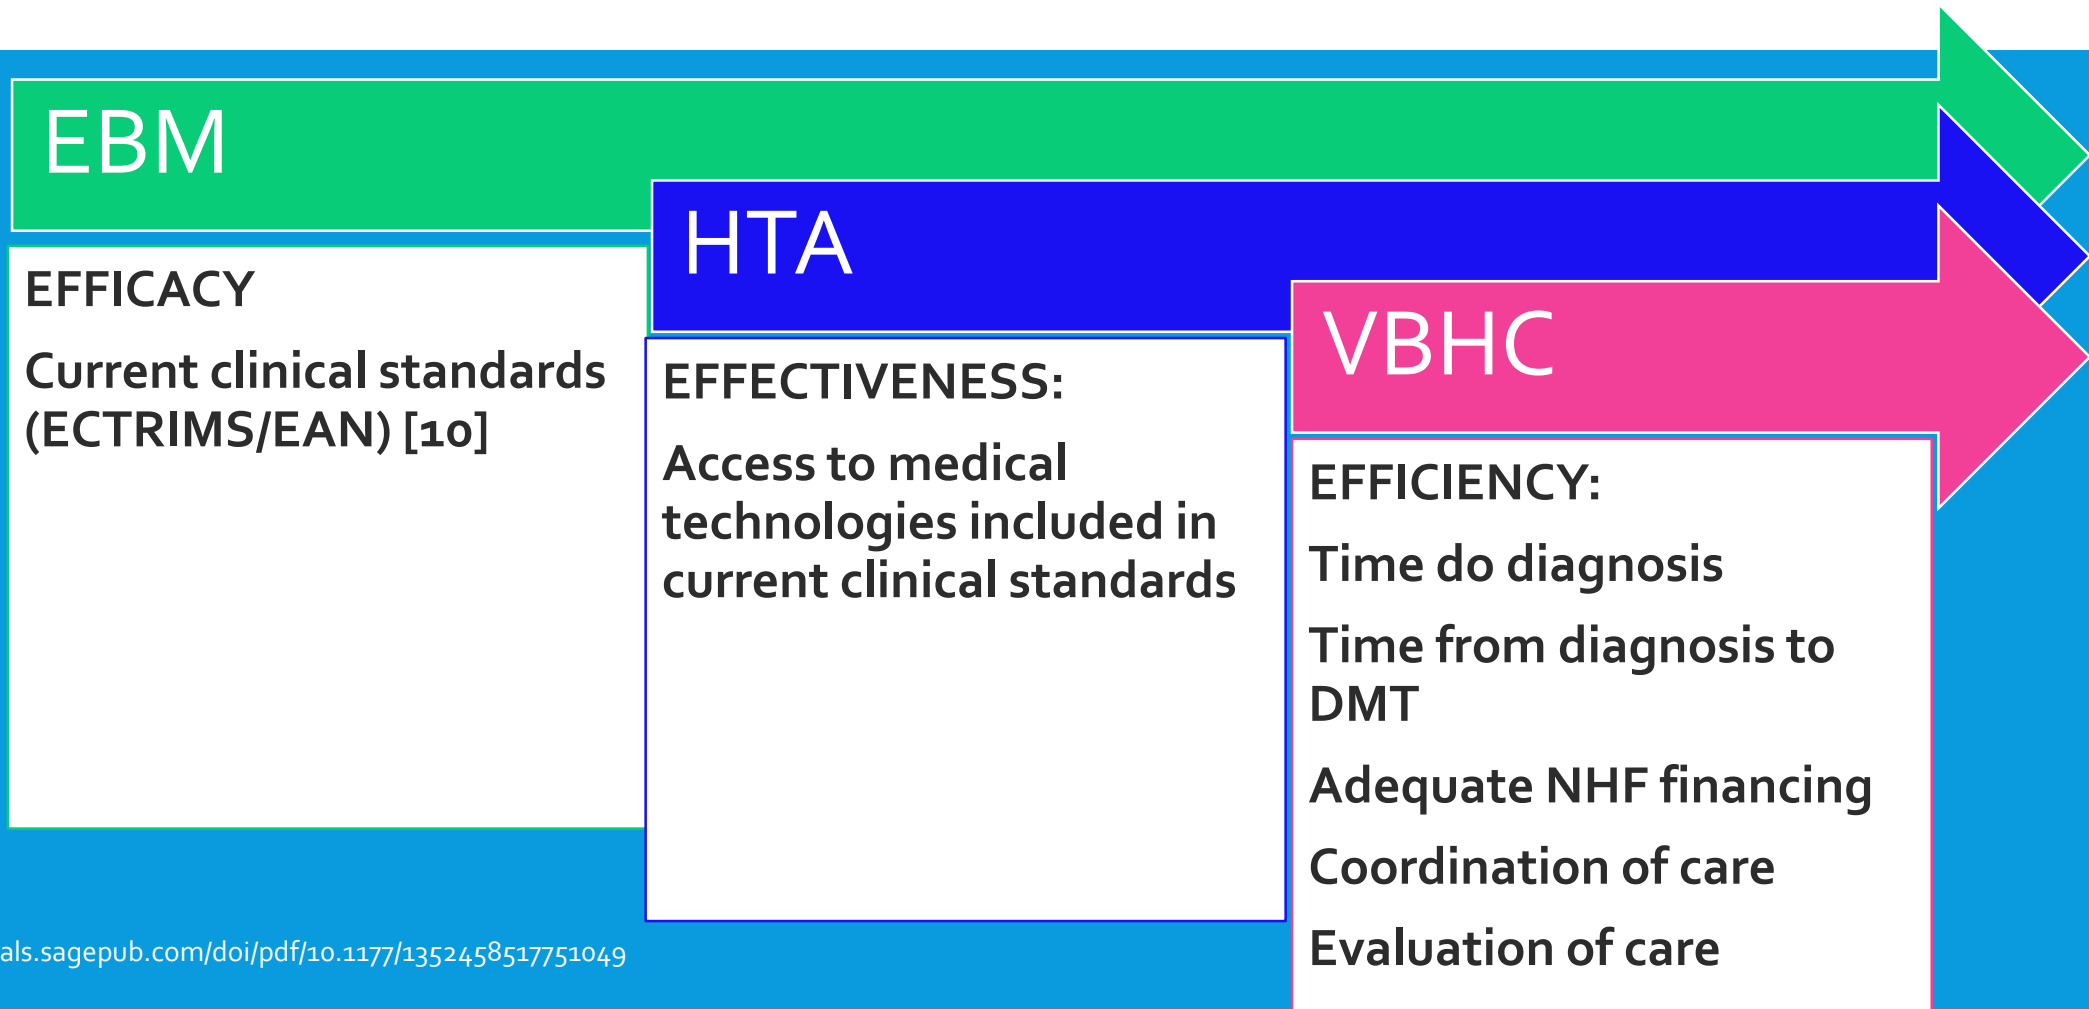 EBM
EFFICACY
Current clinical standards
(ECTRIMS/EAN) [10]
HTA
EFFECTIVENESS:
Access to medical
technologies included in
current clinical standards
VBHC
EFFICIENCY:
Time do diagnosis
Time from diagnosis to
DMT
Adequate NHF financing
Coordination of care
Evaluation of care
als.sagepub.com/doi/pdf/10.1177/1352458517751049